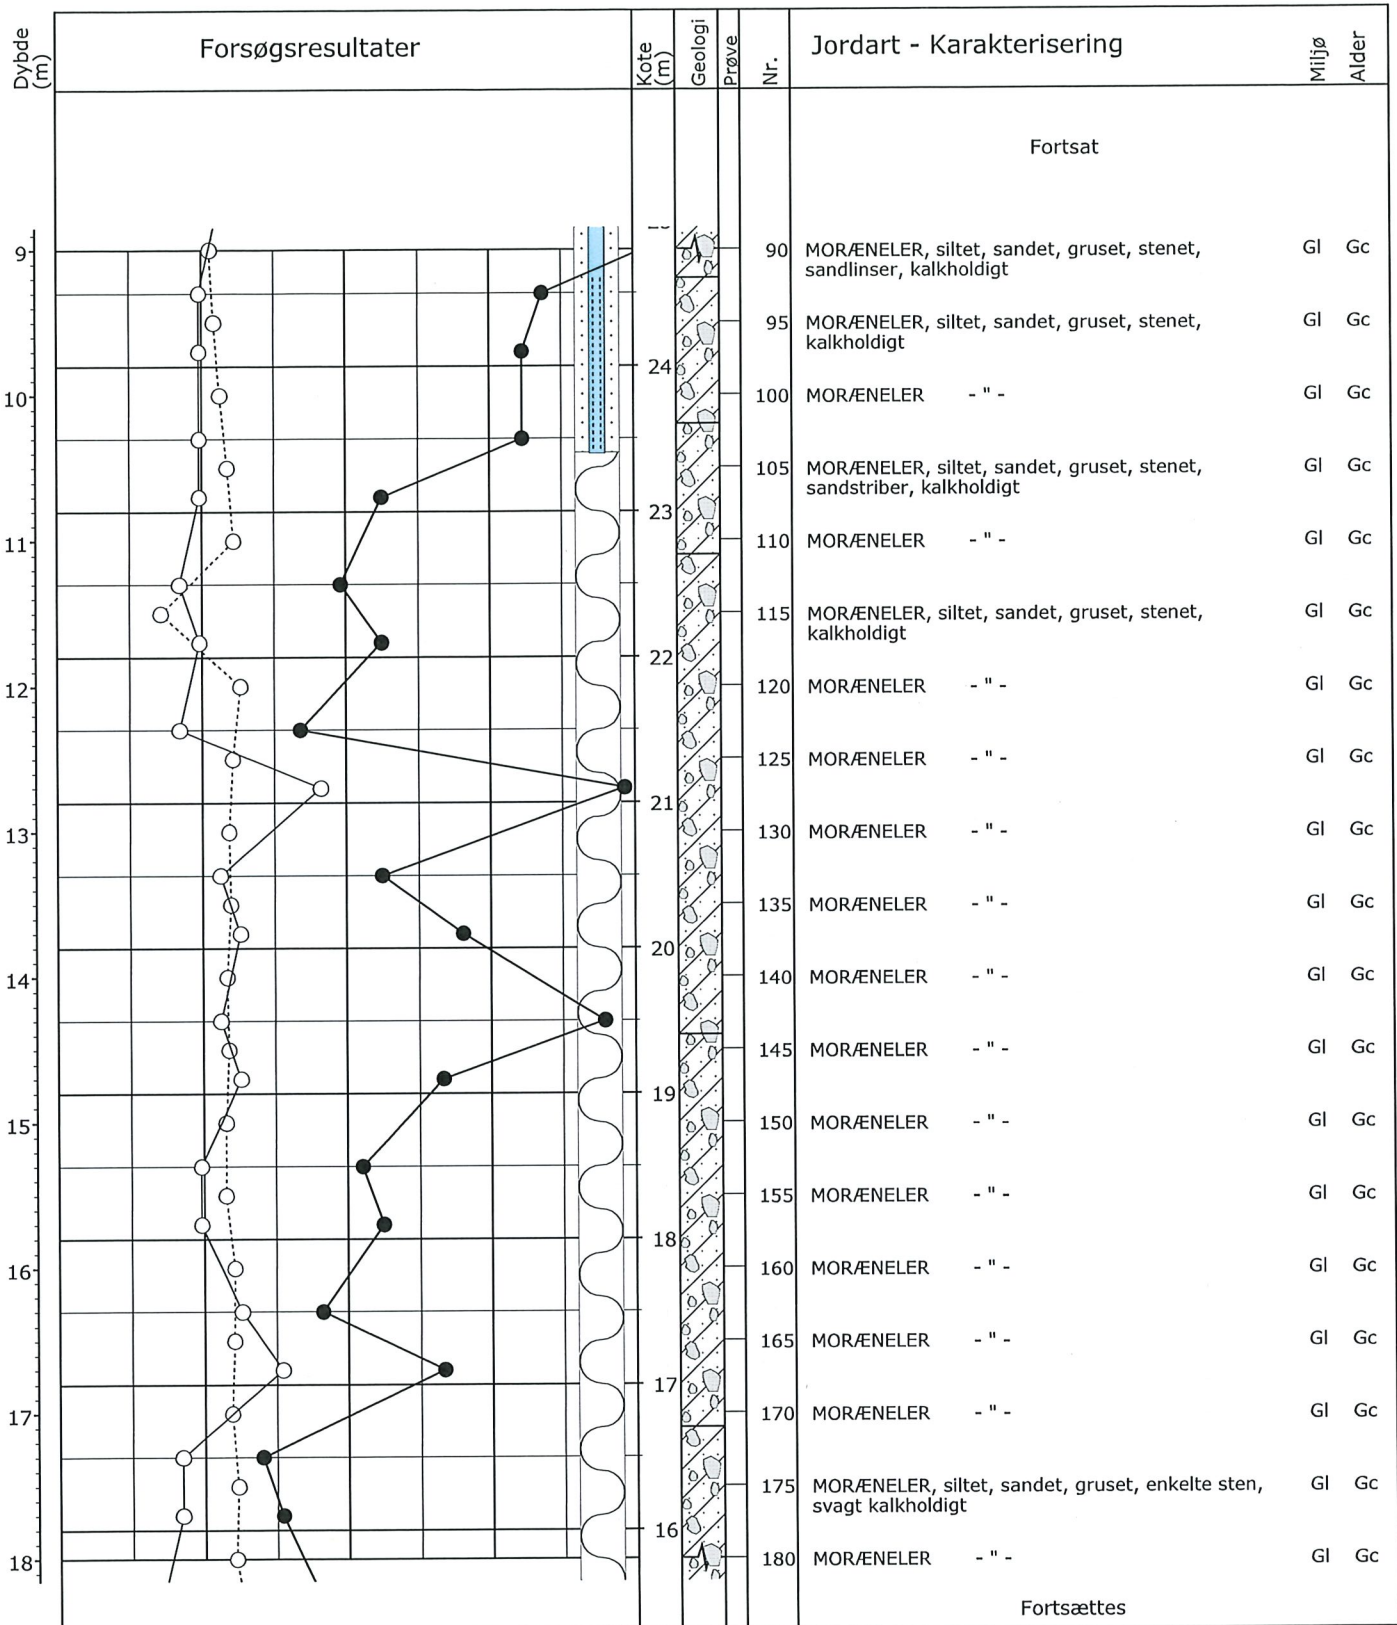 Dybde (m)
Forsøgsresultater
Kote (m)
Geologi
Prøve
Nr.
Jordart - Karakterisering
Miljø
Alder
Fortsat
9
90 MORÆNELER, siltet, sandet, gruset, stenet, Gl Gc
sandlinser, kalkholdigt
95 MORÆNELER, siltet, sandet, gruset, stenet, Gl Gc
kalkholdigt
24
10
100 MORÆNELER - " - Gl Gc
105 MORÆNELER, siltet, sandet, gruset, stenet, Gl Gc
sandstriber, kalkholdigt
23
11
110 MORÆNELER - " - Gl Gc
115 MORÆNELER, siltet, sandet, gruset, stenet, Gl Gc
kalkholdigt
22
12
120 MORÆNELER - " - Gl Gc
125 MORÆNELER - " - Gl Gc
21
13
130 MORÆNELER - " - Gl Gc
135 MORÆNELER - " - Gl Gc
20
14
140 MORÆNELER - " - Gl Gc
145 MORÆNELER - " - Gl Gc
19
15
150 MORÆNELER - " - Gl Gc
155 MORÆNELER - " - Gl Gc
18
16
160 MORÆNELER - " - Gl Gc
165 MORÆNELER - " - Gl Gc
17
17
170 MORÆNELER - " - Gl Gc
175 MORÆNELER, siltet, sandet, gruset, enkelte sten, Gl Gc
svagt kalkholdigt
16
18
180 MORÆNELER - " - Gl Gc
Fortsættes